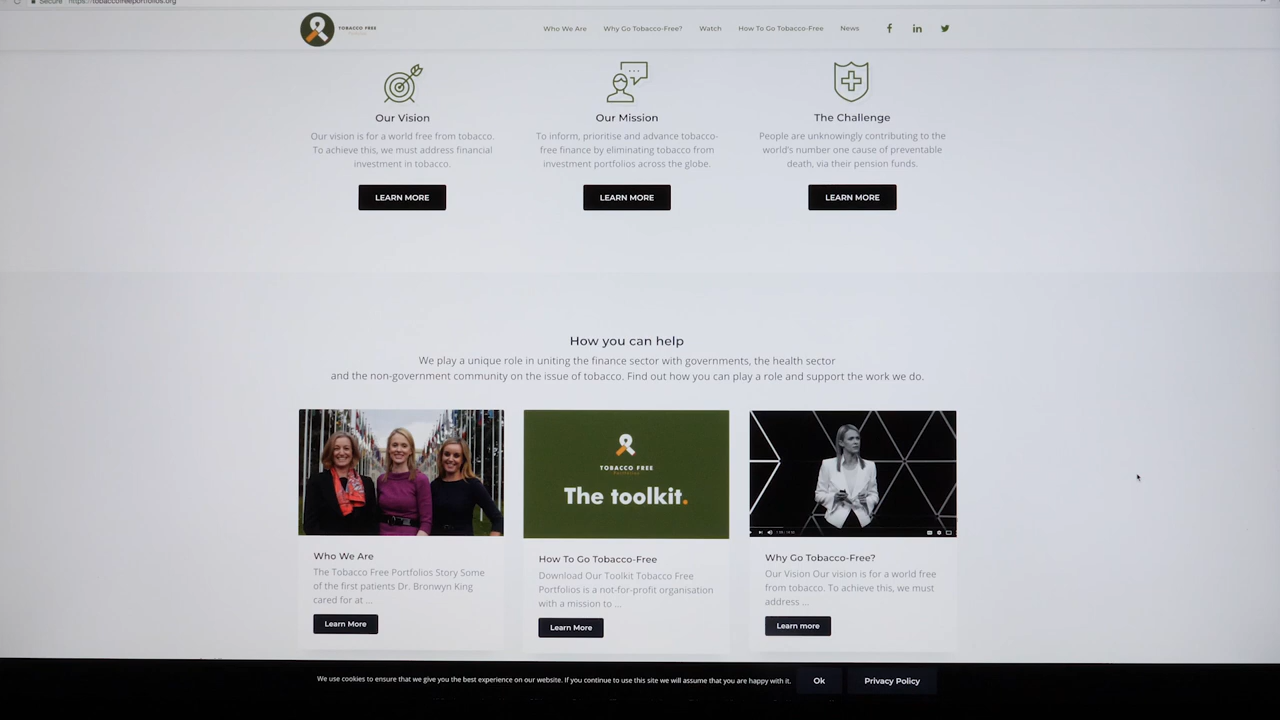 Secure https://tobaccofreeportfolios.org
TOBACCO FREE
Who We Are Why Go Tobacco-Free? Watch How To Go Tobacco-Free News
Our Vision
Our vision is for a world free from tobacco.
To achieve this, we must address financial
investment in tobacco.
LEARN MORE
Our Mission
To inform, prioritise and advance tobacco-
free finance by eliminating tobacco from
investment portfolios across the globe.
LEARN MORE
The Challenge
People are unknowingly contributing to the
world's number one cause of preventable
death, via their pension funds.
LEARN MORE
How you can help
We play a unique role in uniting the finance sector with governments, the health sector
and the non-government community on the issue of tobacco. Find out how you can play a role and support the work we do.
Who We Are
The Tobacco Free Portfolios Story Some
of the first patients Dr. Bronwyn King
cared for at ...
Learn More
TOBACCO FREE
The toolkit.
How To Go Tobacco-Free
Download Our Toolkit Tobacco Free
Portfolios is a not-for-profit organisation
with a mission to ...
Learn More
Why Go Tobacco-Free?
Our Vision Our vision is for a world free
from tobacco. To achieve this, we must
address ...
Learn more
We use cookies to ensure that we give you the best experience on our website. If you continue to use this site we will assume that you are happy with it. Ok Privacy Policy